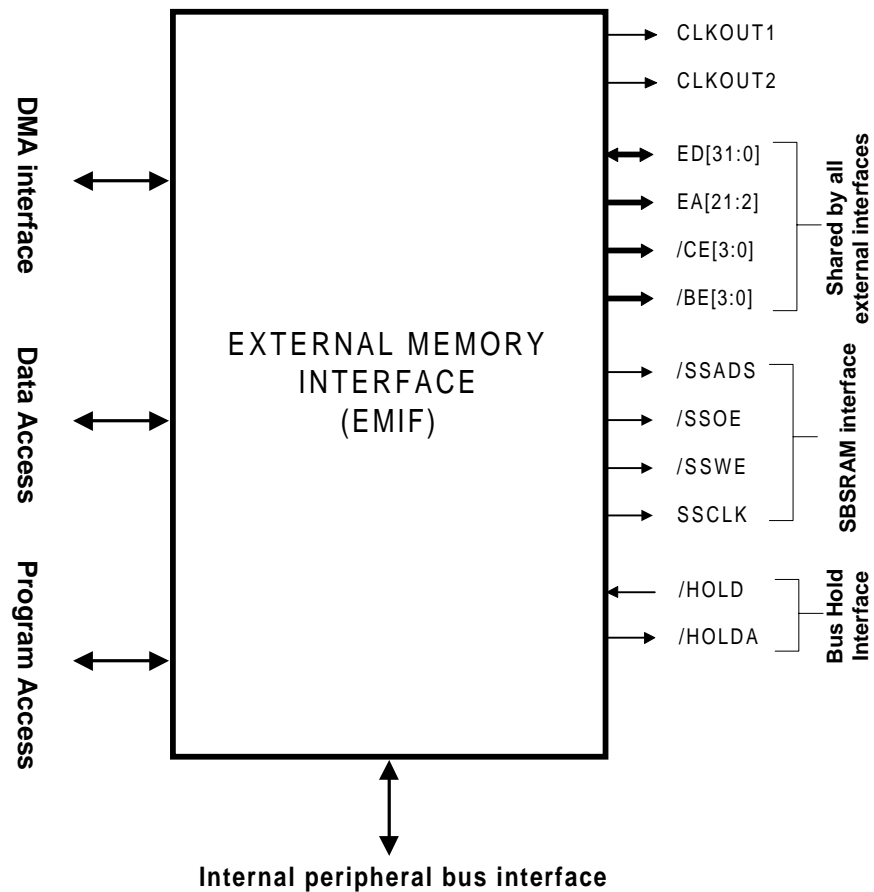 CLKOUT1
CLKOUT2
DMA interface
ED[31:0]
EA[21:2]
/CE[3:0]
/BE[3:0]
Shared by all
external interfaces
EXTERNAL MEMORY
INTERFACE
(EMIF)
Data Access
/SSADS
/SSOE
/SSWE
SSCLK
SBSRAM interface
Program Access
/HOLD
/HOLDA
Bus Hold
Interface
Internal peripheral bus interface